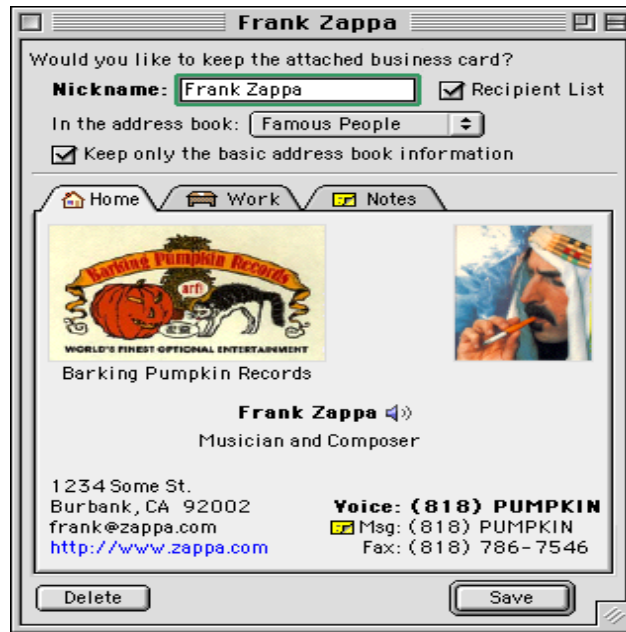 Frank Zappa
Would you like to keep the attached business card?
Nickname: Frank Zappa Recipient List
In the address book: Famous People
Keep only the basic address book information
Home Work Notes
Barking Pumpkin Records
arf!
WORLD'S FINEST OPTIONAL ENTERTAINMENT
Barking Pumpkin Records
Frank Zappa
Musician and Composer
1234 Some St.
Burbank, CA 92002
frank@zappa.com
http://www.zappa.com
Voice: (818) PUMPKIN
Msg: (818) PUMPKIN
Fax: (818) 786-7546
Delete Save